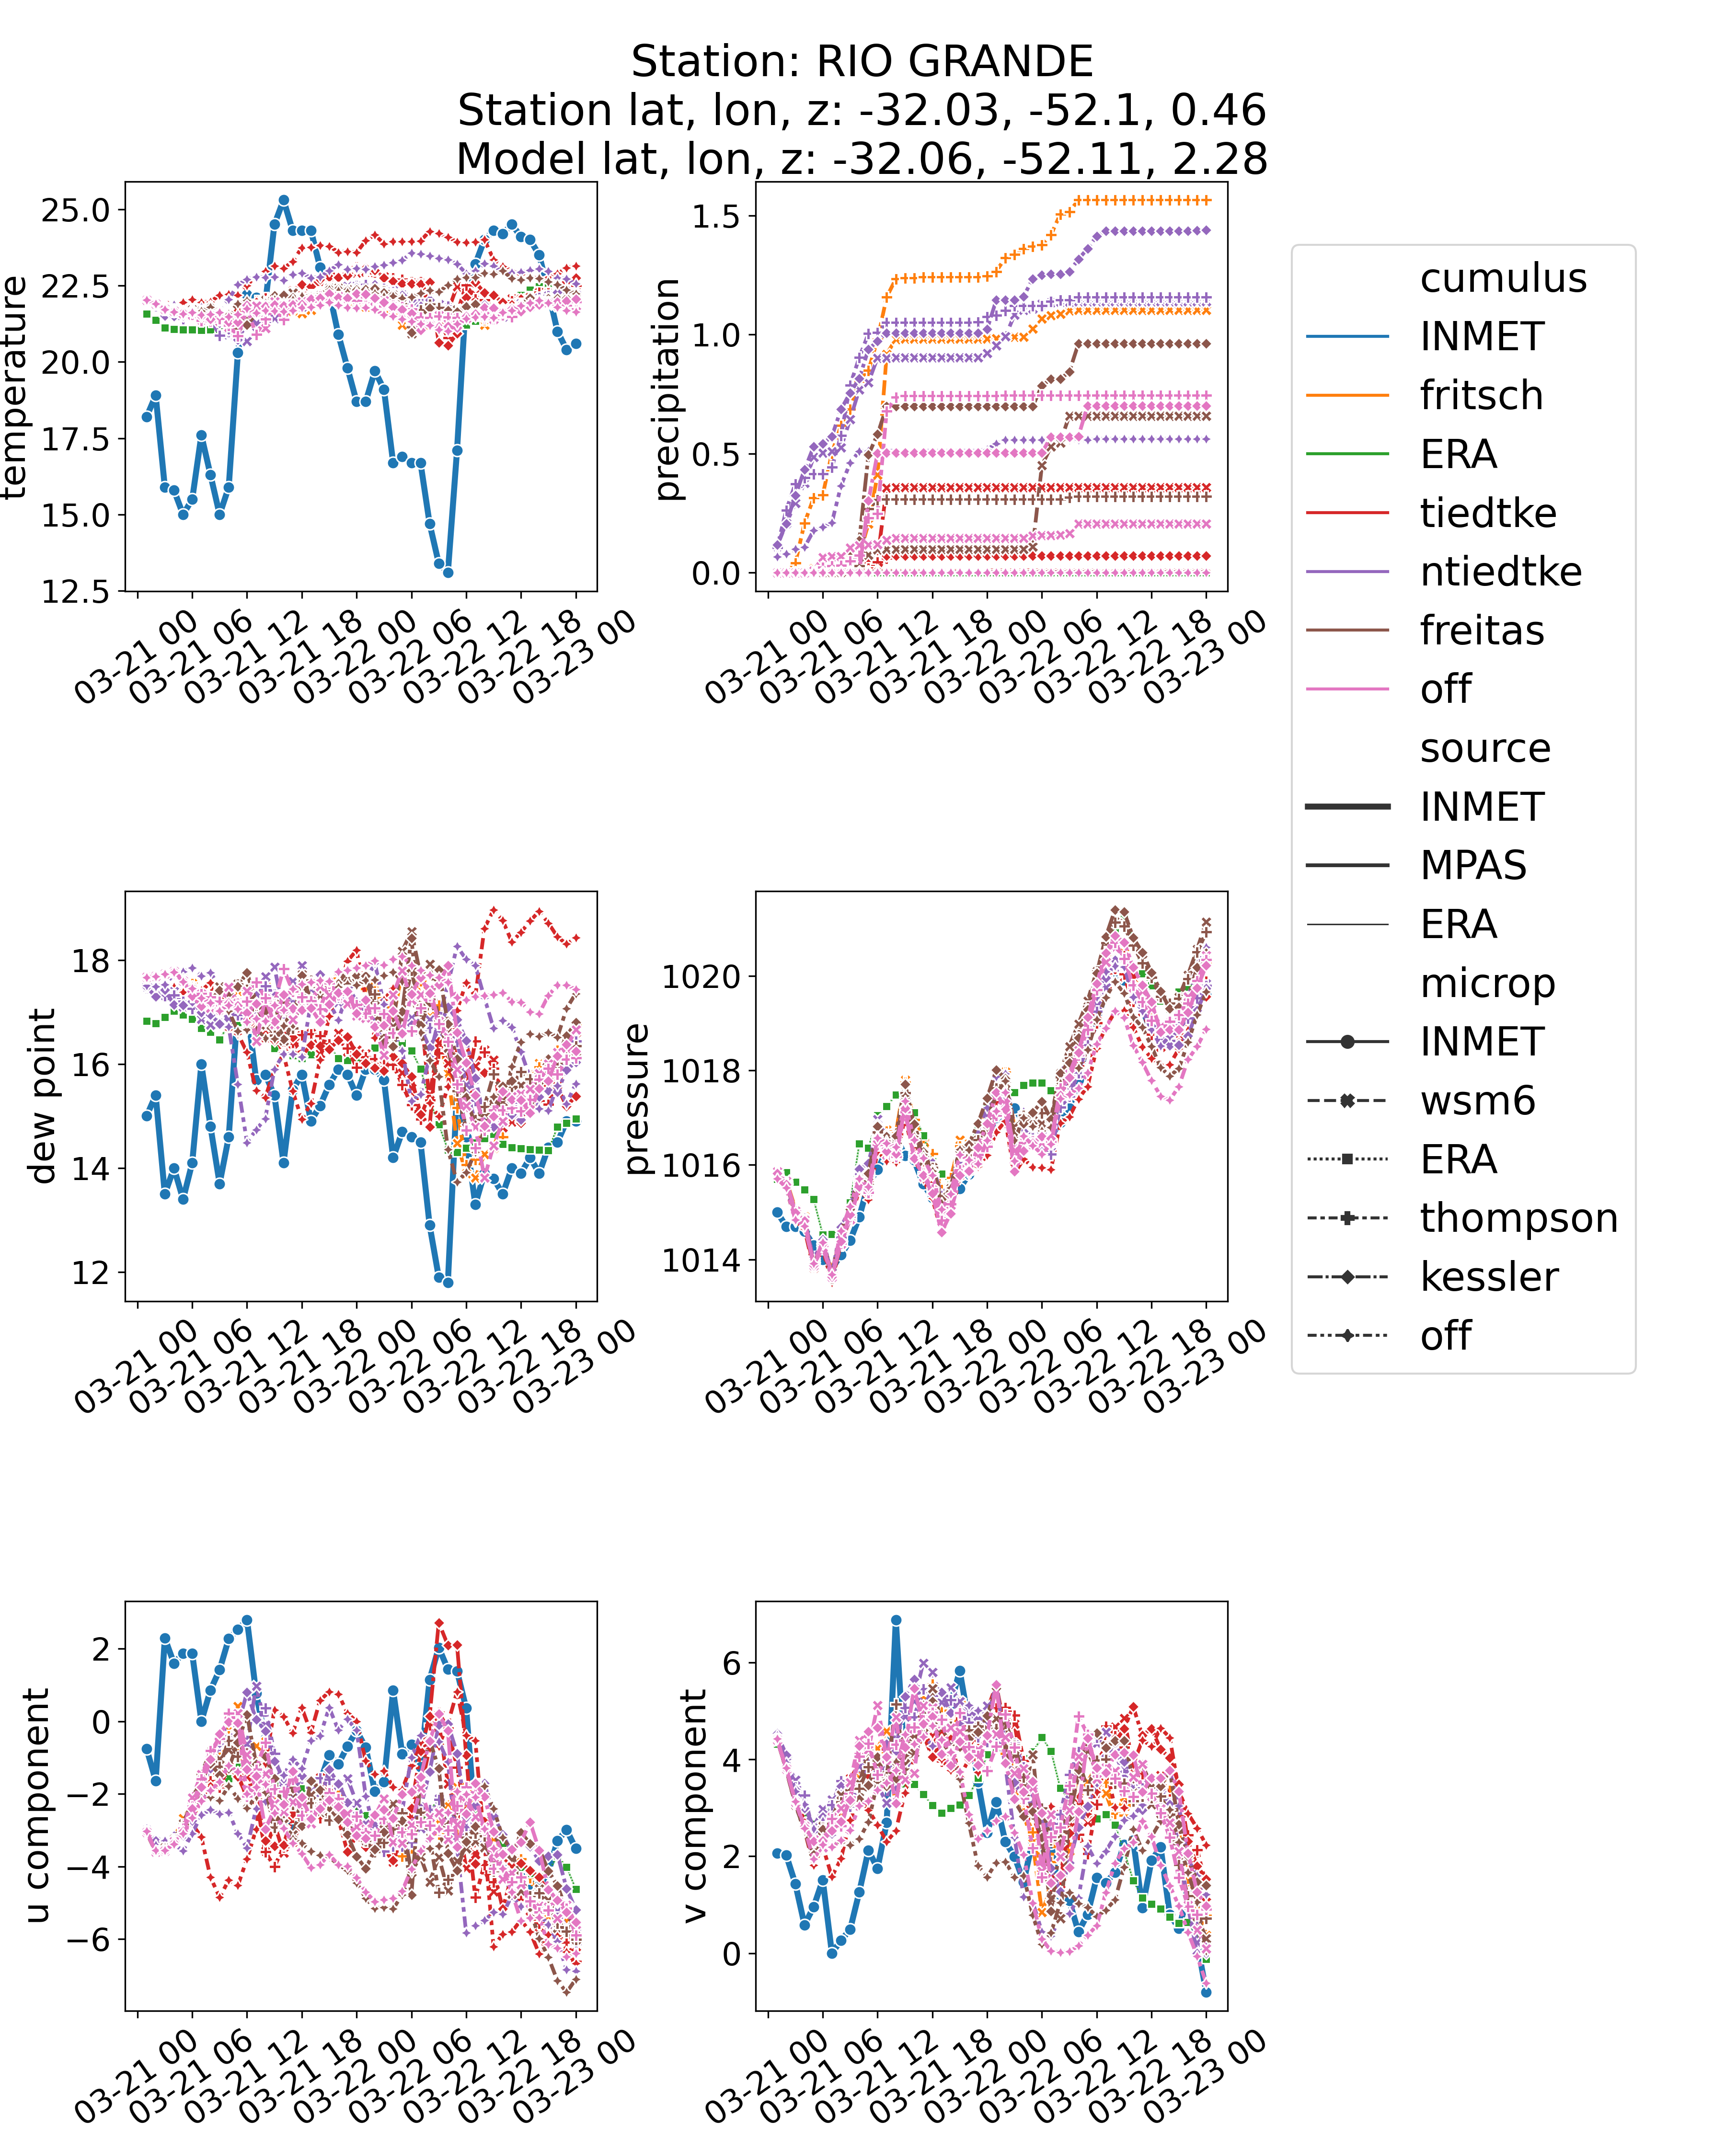 Station: RIO GRANDE
Station lat, lon, z: -32.03, -52.1, 0.46
Model lat, lon, z: -32.06, -52.11, 2.28
temperature
25.0
22.5
20.0
17.5
15.0
12.5
03-21 00
03-21 06
03-21 12
03-21 18
03-22 00
03-22 06
03-22 12
03-22 18
03-23 00
precipitation
1.5
1.0
0.5
0.0
03-21 00
03-21 06
03-21 12
03-21 18
03-22 00
03-22 06
03-22 12
03-22 18
03-23 00
cumulus
INMET
fritsch
ERA
tiedtke
ntiedtke
freitas
off
source
INMET
MPAS
ERA
microp
INMET
wsm6
ERA
thompson
kessler
off
dew point
18
16
14
12
03-21 00
03-21 06
03-21 12
03-21 18
03-22 00
03-22 06
03-22 12
03-22 18
03-23 00
pressure
1020
1018
1016
1014
03-21 00
03-21 06
03-21 12
03-21 18
03-22 00
03-22 06
03-22 12
03-22 18
03-23 00
u component
2
0
−2
−4
−6
03-21 00
03-21 06
03-21 12
03-21 18
03-22 00
03-22 06
03-22 12
03-22 18
03-23 00
v component
6
4
2
0
03-21 00
03-21 06
03-21 12
03-21 18
03-22 00
03-22 06
03-22 12
03-22 18
03-23 00